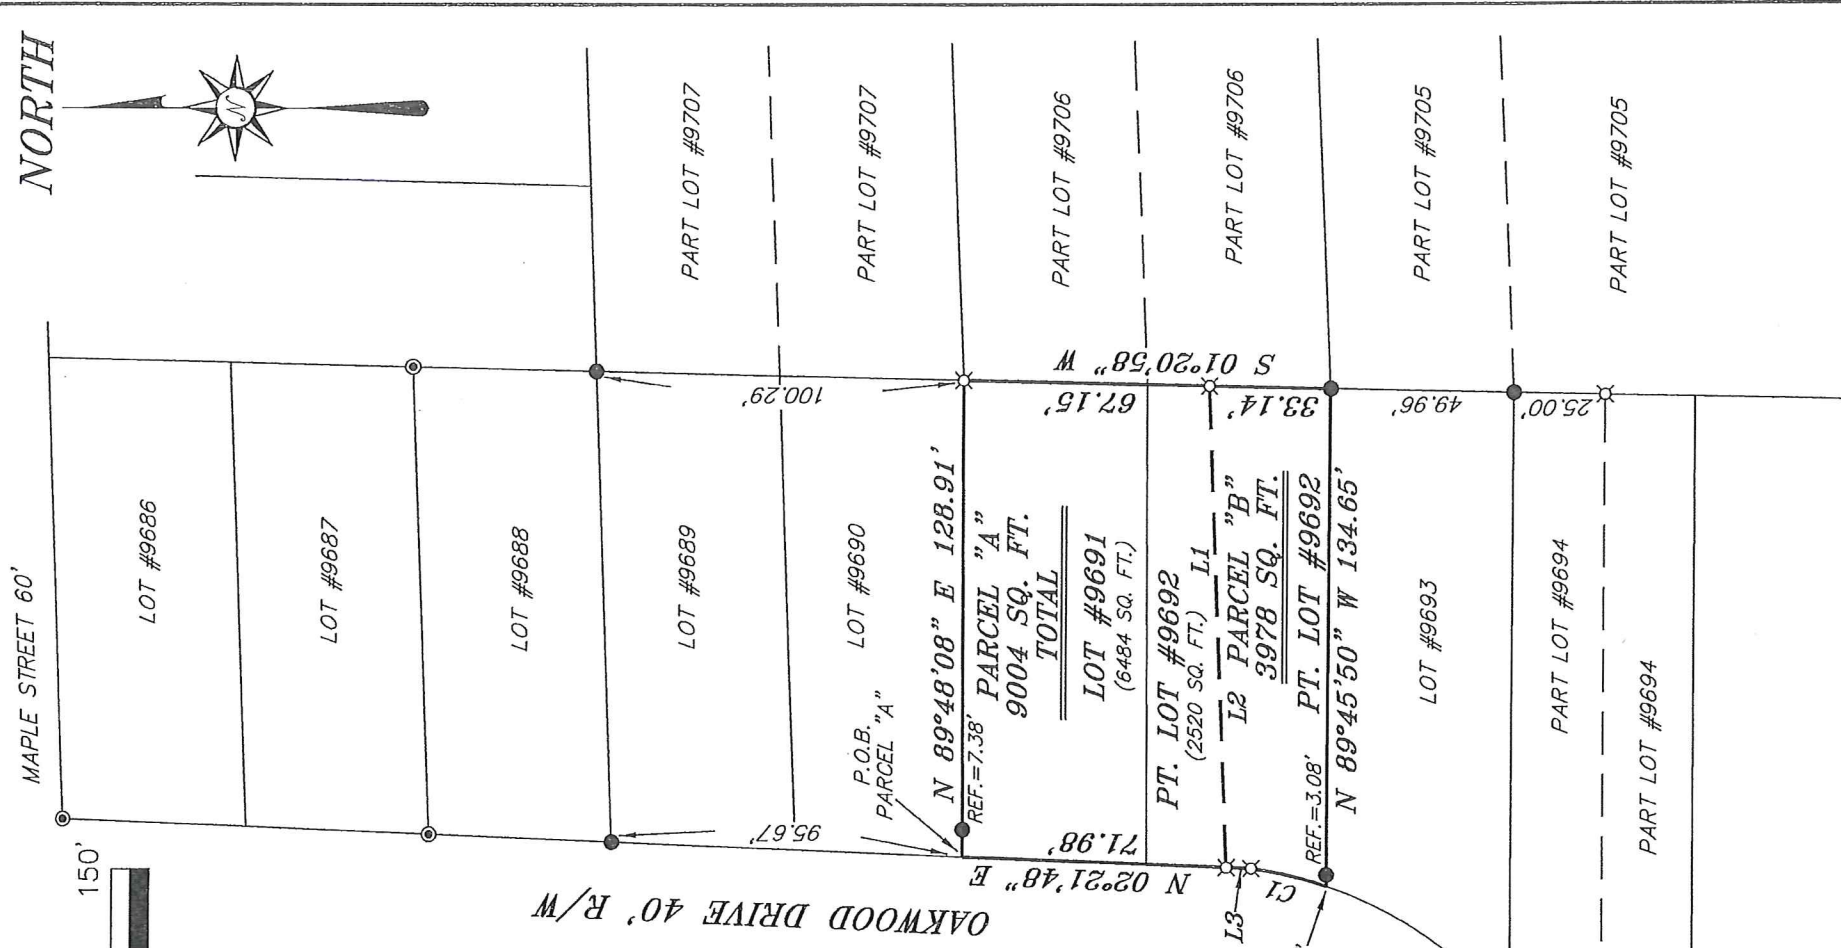 NORTH
N
MAPLE STREET 60'
150'
LOT #9686
LOT #9687
LOT #9688
LOT #9689
LOT #9690
PART LOT #9707
PART LOT #9707
PART LOT #9706
PART LOT #9706
PART LOT #9705
PART LOT #9705
100.29'
95.67'
P.O.B.
PARCEL "A"
N 89°48'08" E 128.91'
REF.=7.38'
PARCEL "A"
9004 SQ. FT.
TOTAL
LOT #9691
(6484 SQ. FT.)
PT. LOT #9692
(2520 SQ. FT.)
L1
L2 PARCEL "B"
3978 SQ. FT.
PT. LOT #9692
REF.=3.08'
N 89°45'50" W 134.65'
S 01°20'58" W
67.15'
33.14'
49.96'
25.00'
71.98'
N 02°21'48" E
OAKWOOD DRIVE 40' R/W
L3
C1
LOT #9693
PART LOT #9694
PART LOT #9694